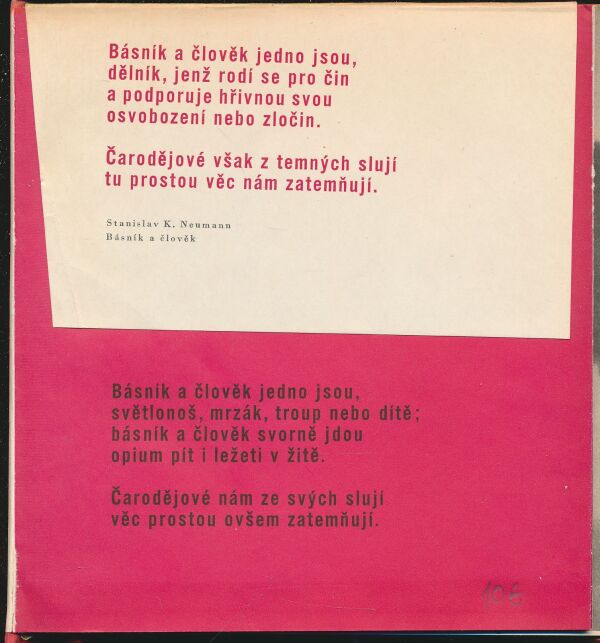 Básník a člověk jedno jsou,
dělník, jenž rodí se pro čin
a podporuje hřivnou svou
osvobození nebo zločin.
Čarodějové však z temných slují
tu prostou věc nám zatemňují.
Stanislav K. Neumann
Básník a člověk
Básník a člověk jedno jsou,
světlonoš, mrzák, troup nebo dítě;
básník a člověk svorně jdou
opium pít i ležeti v žitě.
Čarodějové nám ze svých slují
věc prostou ovšem zatemňují.
108